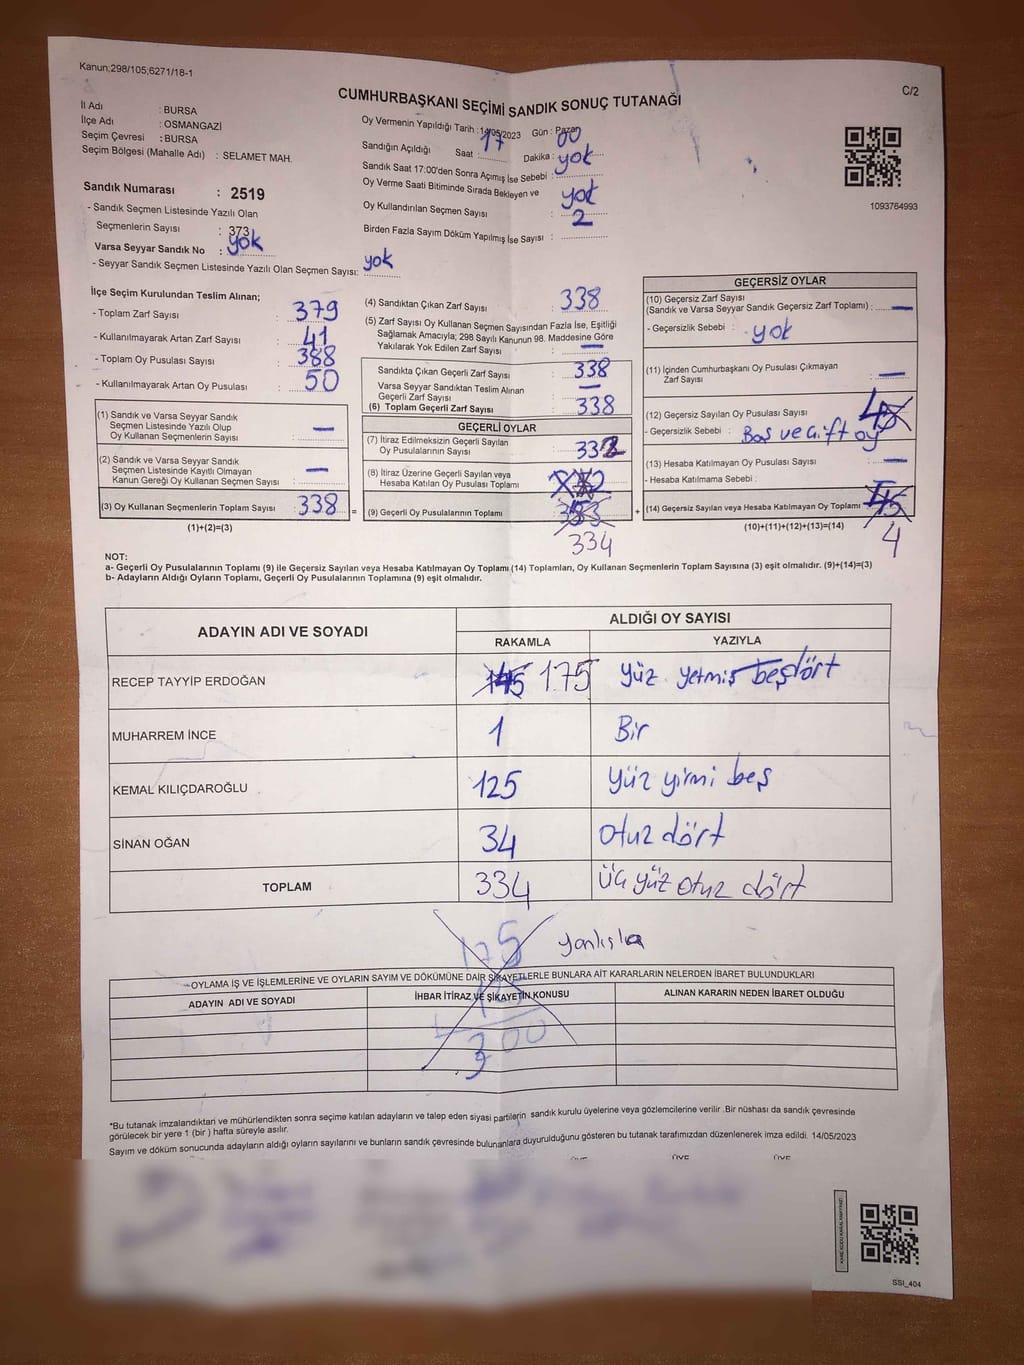 Kanun;298/105;6271/18-1
C/2
CUMHURBAŞKANI SEÇİMİ SANDIK SONUÇ TUTANAĞI
İl Adı : BURSA
İlçe Adı : OSMANGAZİ
Seçim Çevresi : BURSA
Seçim Bölgesi (Mahalle Adı) : SELAMET MAH.
Sandık Numarası : 2519
- Sandık Seçmen Listesinde Yazılı Olan
Seçmenlerin Sayısı : 373
Varsa Seyyar Sandık No : yok
- Seyyar Sandık Seçmen Listesinde Yazılı Olan Seçmen Sayısı: yok
Oy Vermenin Yapıldığı Tarih : 14/05/2023 Gün : Pazar
Sandığın Açıldığı Saat : 17 Dakika : 00
Sandık Saat 17:00'den Sonra Açımış İse Sebebi : yok
Oy Verme Saati Bitiminde Sırada Bekleyen ve
Oy Kullandırılan Seçmen Sayısı : yok
Birden Fazla Sayım Döküm Yapılmış İse Sayısı : 2
1093764993
İlçe Seçim Kurulundan Teslim Alınan;
- Toplam Zarf Sayısı : 379
- Kullanılmayarak Artan Zarf Sayısı : 41
- Toplam Oy Pusulası Sayısı : 388
- Kullanılmayarak Artan Oy Pusulası : 50
(1) Sandık ve Varsa Seyyar Sandık
Seçmen Listesinde Yazılı Olup
Oy Kullanan Seçmenlerin Sayısı : —
(2) Sandık ve Varsa Seyyar Sandık
Seçmen Listesinde Kayıtlı Olmayan
Kanun Gereği Oy Kullanan Seçmen Sayısı : —
(3) Oy Kullanan Seçmenlerin Toplam Sayısı : 338 =
(1)+(2)=(3)
(4) Sandıktan Çıkan Zarf Sayısı : 338
(5) Zarf Sayısı Oy Kullanan Seçmen Sayısından Fazla İse, Eşitliği
Sağlamak Amacıyla; 298 Sayılı Kanunun 98. Maddesine Göre
Yakılarak Yok Edilen Zarf Sayısı : —
Sandıkta Çıkan Geçerli Zarf Sayısı : 338
Varsa Seyyar Sandıktan Teslim Alınan
Geçerli Zarf Sayısı : —
(6) Toplam Geçerli Zarf Sayısı : 338
GEÇERLİ OYLAR
(7) İtiraz Edilmeksizin Geçerli Sayılan
Oy Pusulalarının Sayısı :
(8) İtiraz Üzerine Geçerli Sayılan veya
Hesaba Katılan Oy Pusulası Toplamı :
(9) Geçerli Oy Pusulalarının Toplamı : +
334
GEÇERSİZ OYLAR
(10) Geçersiz Zarf Sayısı
(Sandık ve Varsa Seyyar Sandık Geçersiz Zarf Toplamı) : —
- Geçersizlik Sebebi : yok
(11) İçinden Cumhurbaşkanı Oy Pusulası Çıkmayan
Zarf Sayısı : —
(12) Geçersiz Sayılan Oy Pusulası Sayısı : 4
- Geçersizlik Sebebi : Boş ve çift oy
(13) Hesaba Katılmayan Oy Pusulası Sayısı : —
- Hesaba Katılmama Sebebi :
(14) Geçersiz Sayılan veya Hesaba Katılmayan Oy Toplamı :
(10)+(11)+(12)+(13)=(14)
4
NOT:
a- Geçerli Oy Pusulasının Toplamı (9) ile Geçersiz Sayılan veya Hesaba Katılmayan Oy Toplamı (14) Toplamları, Oy Kullanan Seçmenlerin Toplam Sayısına (3) eşit olmalıdır. (9)+(14)=(3)
b- Adayların Aldığı Oyların Toplamı, Geçerli Oy Pusulalarının Toplamına (9) eşit olmalıdır.
ADAYIN ADI VE SOYADI
ALDIĞI OY SAYISI
RAKAMLA YAZIYLA
RECEP TAYYİP ERDOĞAN 175 yüz yetmiş beş dört
MUHARREM İNCE 1 Bir
KEMAL KILIÇDAROĞLU 125 yüz yirmi beş
SİNAN OĞAN 34 otuz dört
TOPLAM 334 üç yüz otuz dört
175 yanlışla
OYLAMA İŞ VE İŞLEMLERİNE VE OYLARIN SAYIM VE DÖKÜMÜNE DAİR ŞİKAYETLERLE BUNLARA AİT KARARLARIN NELERDEN İBARET BULUNDUKLARI
ADAYIN ADI VE SOYADI İHBAR İTİRAZ VE ŞİKAYETİN KONUSU ALINAN KARARIN NEDEN İBARET OLDUĞU
300
*Bu tutanak imzalandıktan ve mühürlendikten sonra seçime katılan adayların ve talep eden siyasi partilerin sandık kurulu üyelerine veya gözlemcilerine verilir .Bir nüshası da sandık çevresinde
görülecek bir yere 1 (bir ) hafta süreyle asılır.
Sayım ve döküm sonucunda adayların aldığı oyların sayılarını ve bunların sandık çevresinde bulunanlara duyurulduğunu gösteren bu tutanak tarafımızdan düzenlenerek imza edildi. 14/05/2023
ÜYE ÜYE
SSI_404